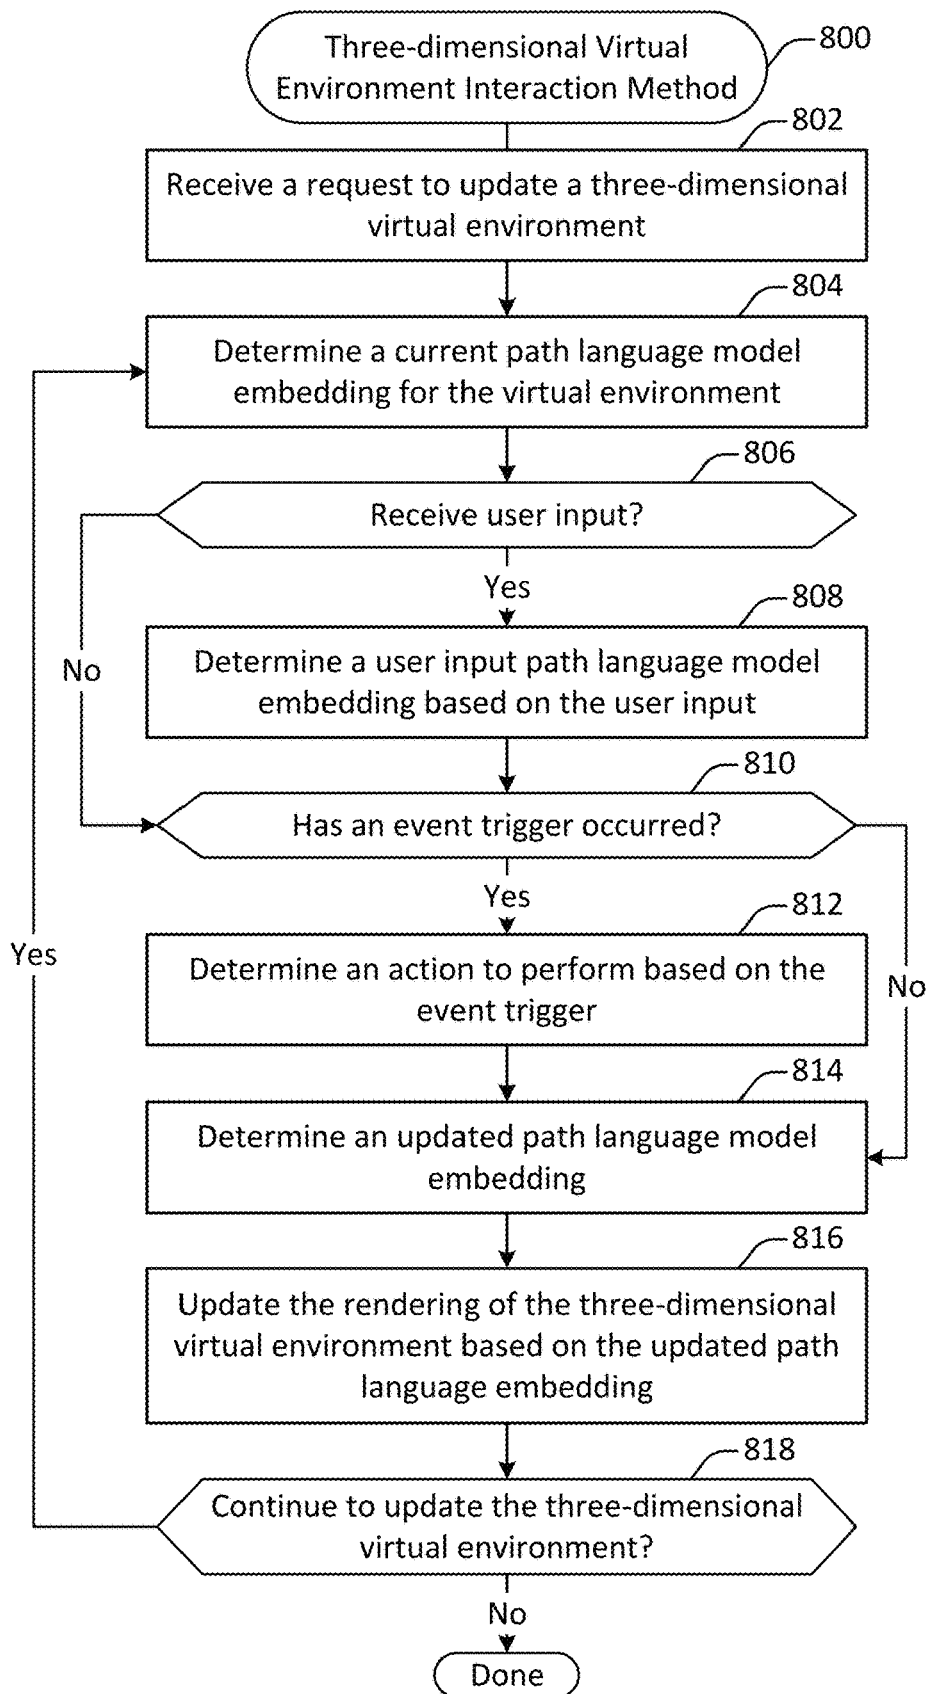 Three-dimensional Virtual
Environment Interaction Method
800
802
Receive a request to update a three-dimensional
virtual environment
804
Determine a current path language model
embedding for the virtual environment
806
Receive user input?
Yes
808
No
Determine a user input path language model
embedding based on the user input
810
Has an event trigger occurred?
Yes
812
Yes
Determine an action to perform based on the
event trigger
No
814
Determine an updated path language model
embedding
816
Update the rendering of the three-dimensional
virtual environment based on the updated path
language embedding
818
Continue to update the three-dimensional
virtual environment?
No
Done